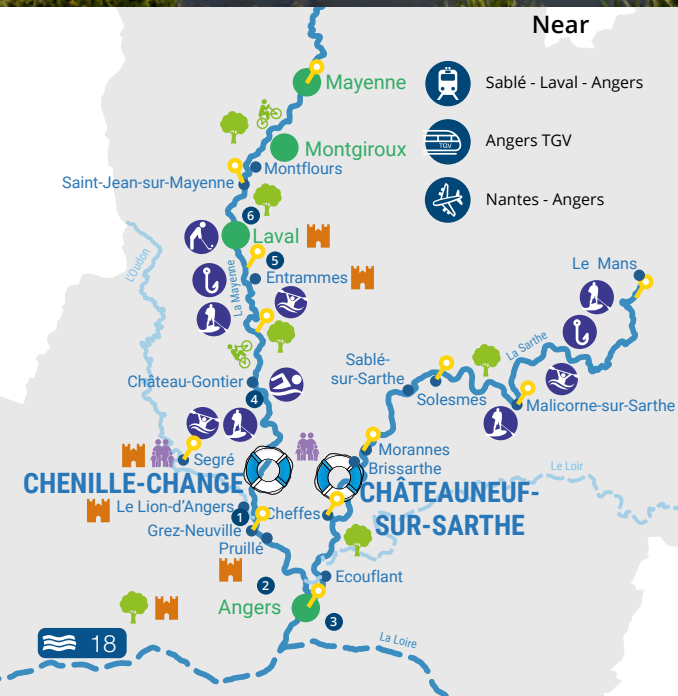 Near
Mayenne
Sablé - Laval - Angers
Montgiroux
TGV
Angers TGV
Montflours
Saint-Jean-sur-Mayenne
Nantes - Angers
6
Laval
L'Oudon
La Mayenne
5
Entrammes
Le Mans
La Sarthe
Sablé-
sur-Sarthe
Château-Gontier
4
Solesmes
Malicorne-sur-Sarthe
Segré
Morannes
Brissarthe
Le Loir
CHENILLE-CHANGE
CHÂTEAUNEUF-
SUR-SARTHE
Le Lion-d'Angers
1
Cheffes
Grez-Neuville
Pruillé
Ecouflant
2
Angers
3
18
La Loire